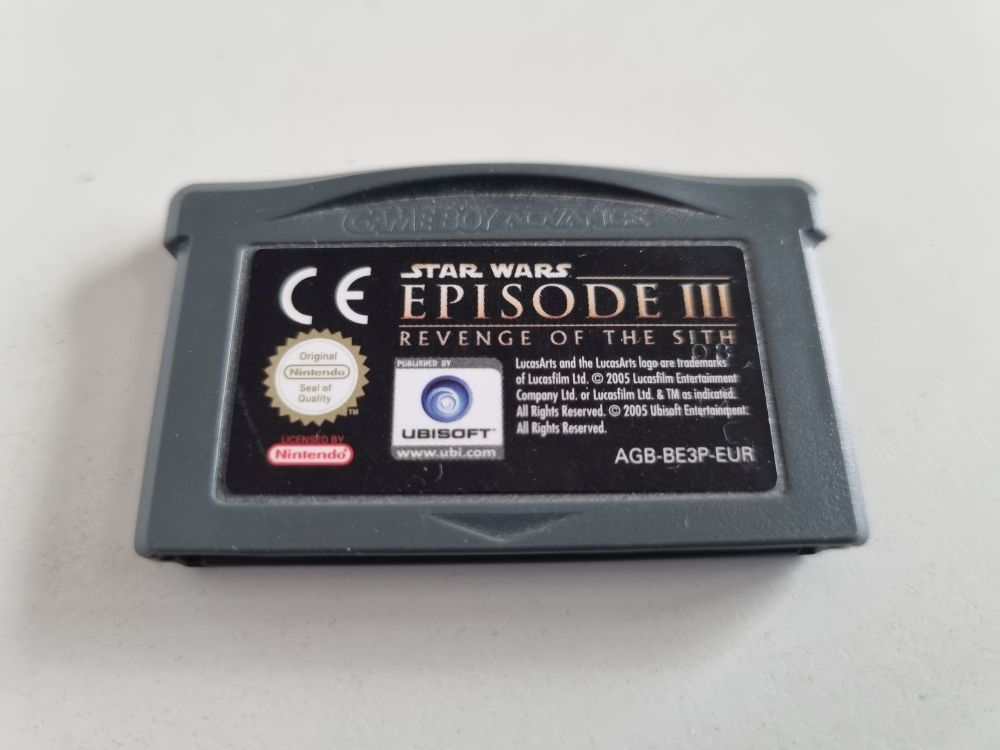 GAME BOY ADVANCE
CE
STAR WARS
EPISODE III
REVENGE OF THE SITH
Original
Nintendo
Seal of
Quality
TM
LICENSED BY
Nintendo
PUBLISHED BY
UBISOFT
www.ubi.com
LucasArts and the LucasArts logo are trademarks
of Lucasfilm Ltd. © 2005 Lucasfilm Entertainment
Company Ltd. or Lucasfilm Ltd. & TM as indicated.
All Rights Reserved. © 2005 Ubisoft Entertainment.
All Rights Reserved.
AGB-BE3P-EUR